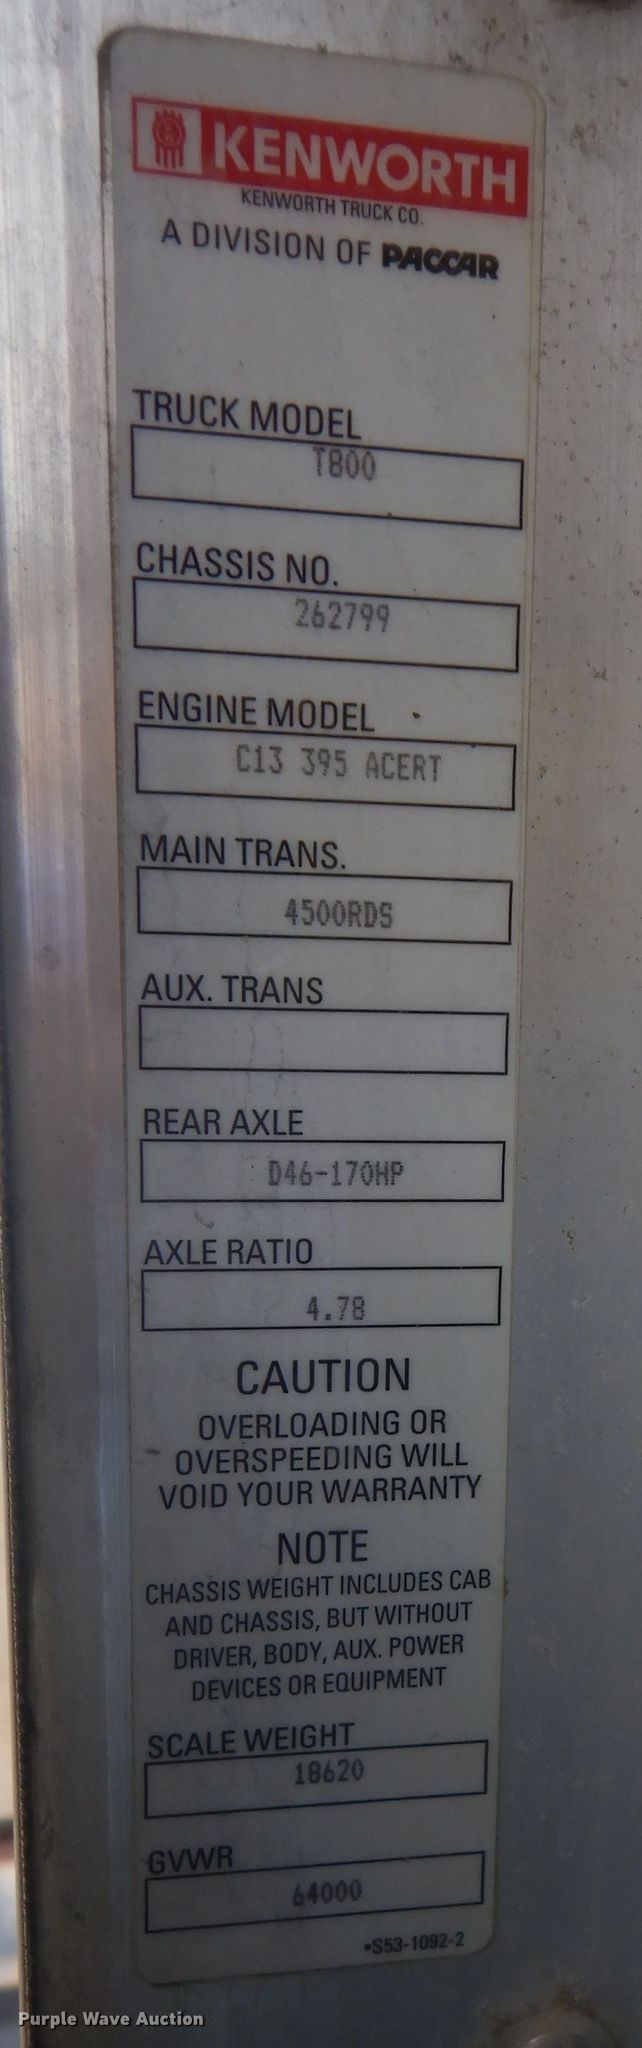 KENWORTH
KENWORTH TRUCK CO.
A DIVISION OF PACCAR
TRUCK MODEL
T800
CHASSIS NO.
262799
ENGINE MODEL
C13 395 ACERT
MAIN TRANS.
4500RDS
AUX. TRANS
REAR AXLE
D46-170HP
AXLE RATIO
4.78
CAUTION
OVERLOADING OR
OVERSPEEDING WILL
VOID YOUR WARRANTY
NOTE
CHASSIS WEIGHT INCLUDES CAB
AND CHASSIS, BUT WITHOUT
DRIVER, BODY, AUX. POWER
DEVICES OR EQUIPMENT
SCALE WEIGHT
18620
GVWR
64000
•S53-1092-2
Purple Wave Auction